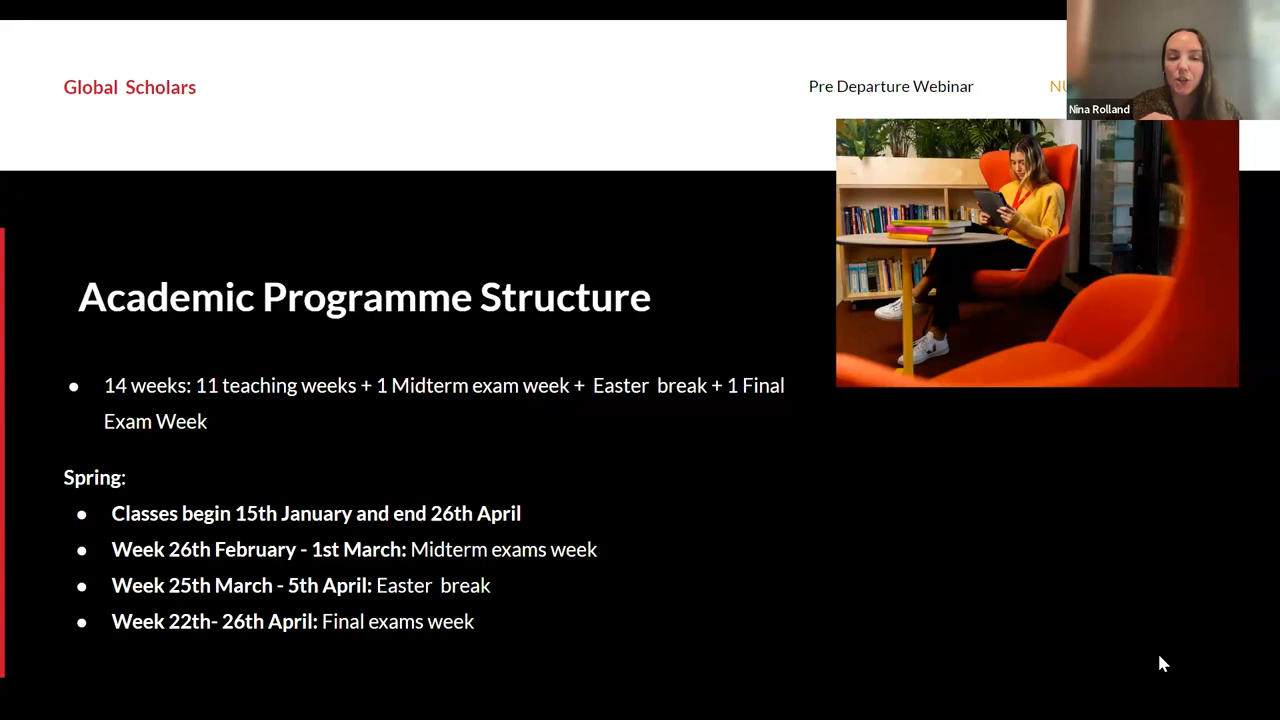 Global Scholars
Pre Departure Webinar
Nina Rolland
Academic Programme Structure
● 14 weeks: 11 teaching weeks + 1 Midterm exam week + Easter break + 1 Final
Exam Week
Spring:
● Classes begin 15th January and end 26th April
● Week 26th February - 1st March: Midterm exams week
● Week 25th March - 5th April: Easter break
● Week 22th- 26th April: Final exams week